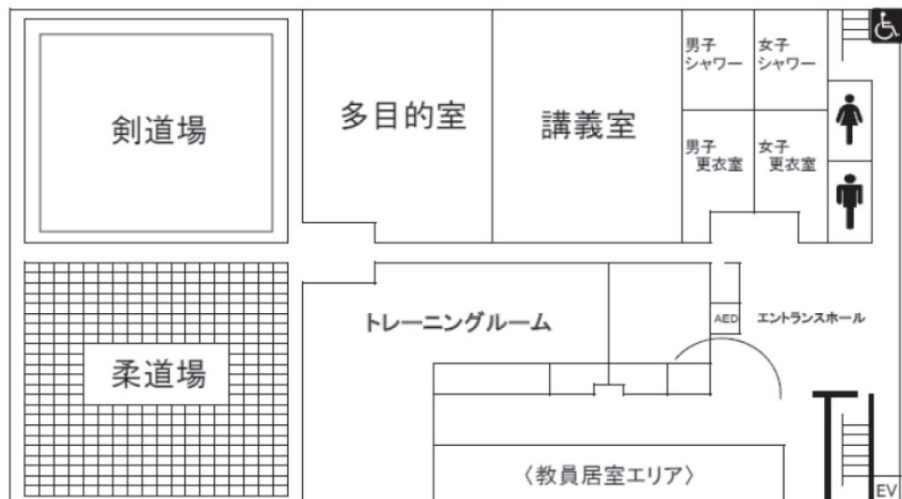 剣道場
多目的室
講義室
男子
シャワー
女子
シャワー
男子
更衣室
女子
更衣室
柔道場
トレーニングルーム
AED
エントランスホール
〈教員居室エリア〉
EV